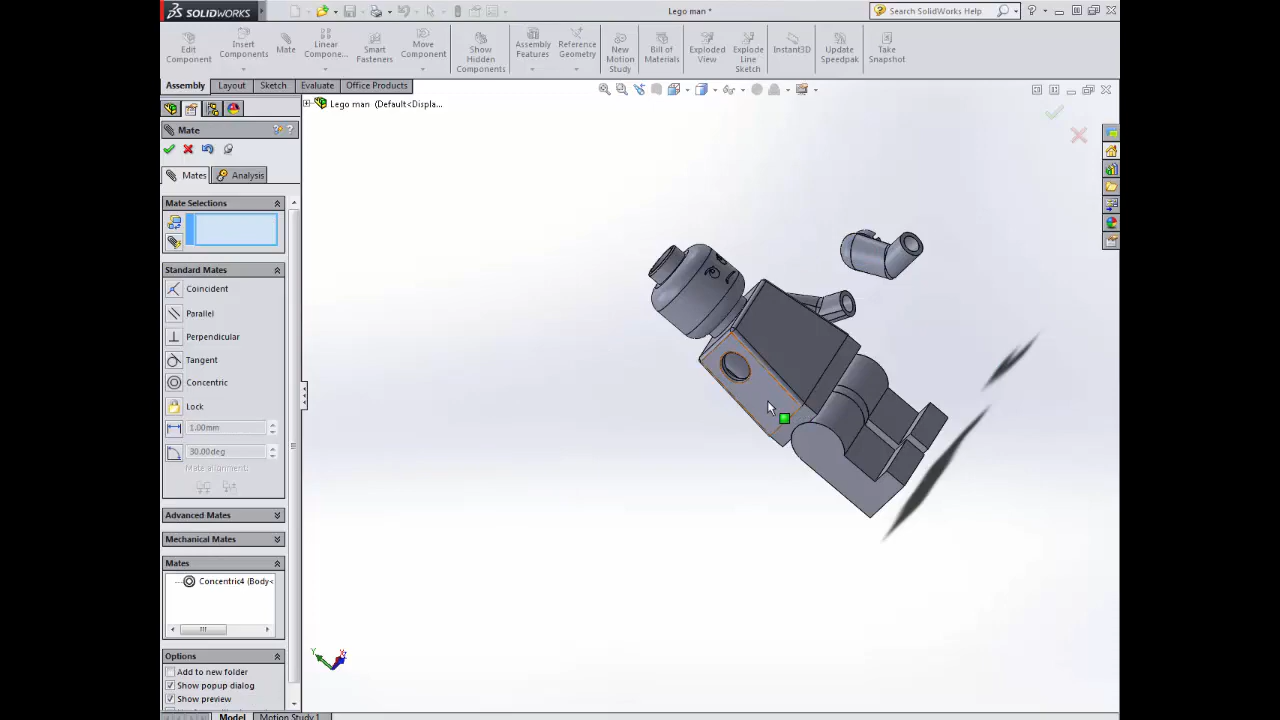 SOLIDWORKS
Lego man *
Search SolidWorks Help
Edit Component
Insert Components
Mate
Linear Compone...
Smart Fasteners
Move Component
Show Hidden Components
Assembly Features
Reference Geometry
New Motion Study
Bill of Materials
Exploded View
Explode Line Sketch
Instant3D
Update Speedpak
Take Snapshot
Assembly
Layout
Sketch
Evaluate
Office Products
Lego man (Default<Displa...
Mate
Mates
Analysis
Mate Selections
Standard Mates
Coincident
Parallel
Perpendicular
Tangent
Concentric
Lock
1.00mm
30.00deg
Mate alignment:
Advanced Mates
Mechanical Mates
Mates
Concentric4 (Body<
Options
Add to new folder
Show popup dialog
Show preview
Model
Motion Study 1